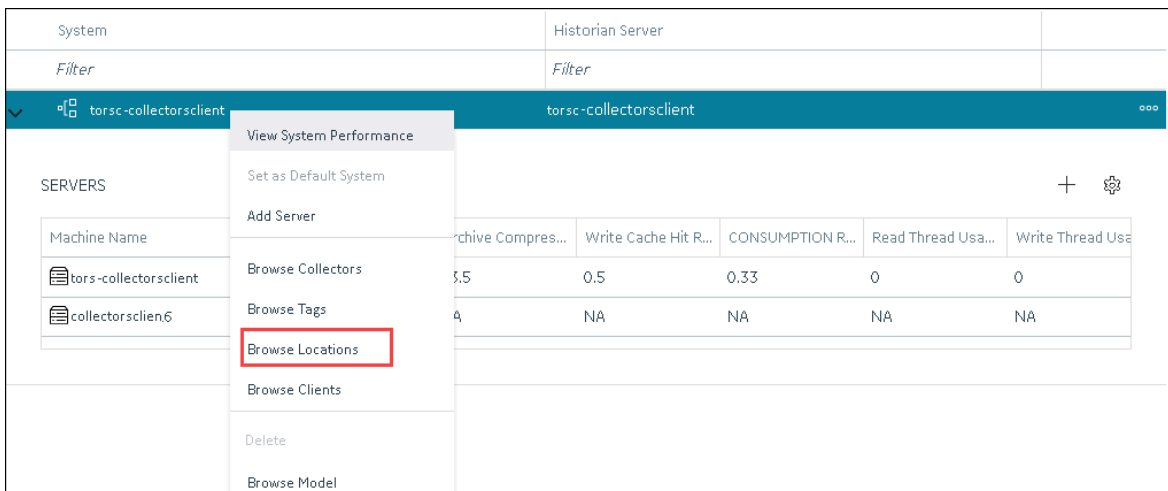 System Historian Server
Filter Filter
torsc-collectorsclient torsc-collectorsclient
View System Performance
Set as Default System
SERVERS
Add Server
Machine Name rchive Compres... Write Cache Hit R... CONSUMPTION R... Read Thread Usa... Write Thread Usa
Browse Collectors
tors-collectorsclient 3.5 0.5 0.33 0 0
Browse Tags
collectorsclien6 A NA NA NA NA
Browse Locations
Browse Clients
Delete
Browse Model